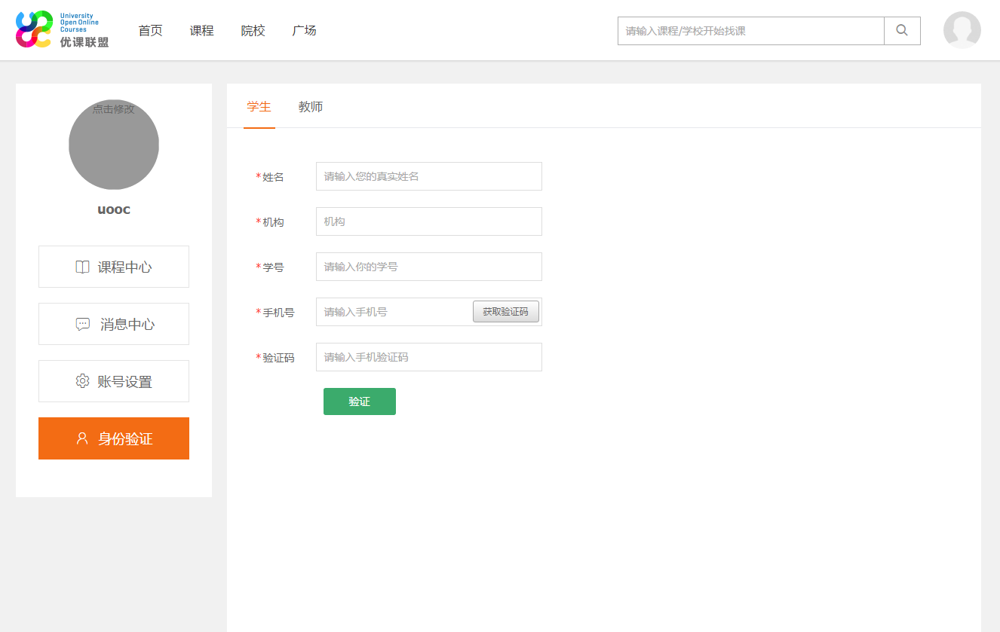 University
Open Online
Courses
优课联盟
首页 课程 院校 广场
请输入课程/学校开始找课
点击修改
uooc
课程中心
消息中心
账号设置
身份验证
学生 教师
*姓名 请输入您的真实姓名
*机构 机构
*学号 请输入你的学号
*手机号 请输入手机号 获取验证码
*验证码 请输入手机验证码
验证